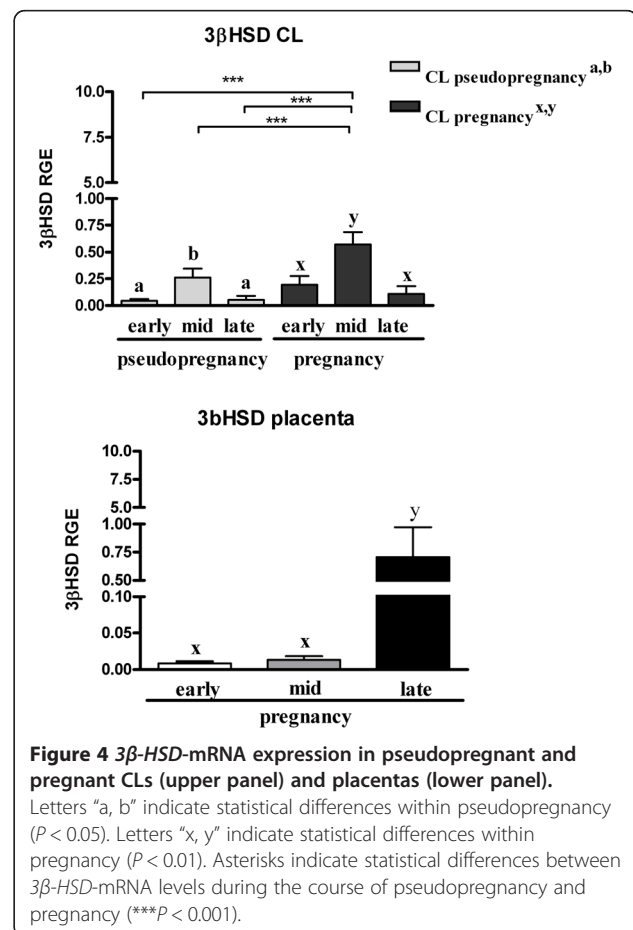 3βHSD CL
CL pseudopregnancy a,b
CL pregnancy x,y
3βHSD RGE
10.0
7.5
5.0
1.00
0.75
0.50
0.25
0.00
***
***
***
a b a x y x
early mid late early mid late
pseudopregnancy pregnancy
3bHSD placenta
3βHSD RGE
10.0
7.5
5.0
1.00
0.75
0.50
0.10
0.05
0.00
x x y
early mid late
pregnancy
Figure 4 3β-HSD-mRNA expression in pseudopregnant and
pregnant CLs (upper panel) and placentas (lower panel).
Letters “a, b” indicate statistical differences within pseudopregnancy
(P < 0.05). Letters “x, y” indicate statistical differences within
pregnancy (P < 0.01). Asterisks indicate statistical differences between
3β-HSD-mRNA levels during the course of pseudopregnancy and
pregnancy (***P < 0.001).